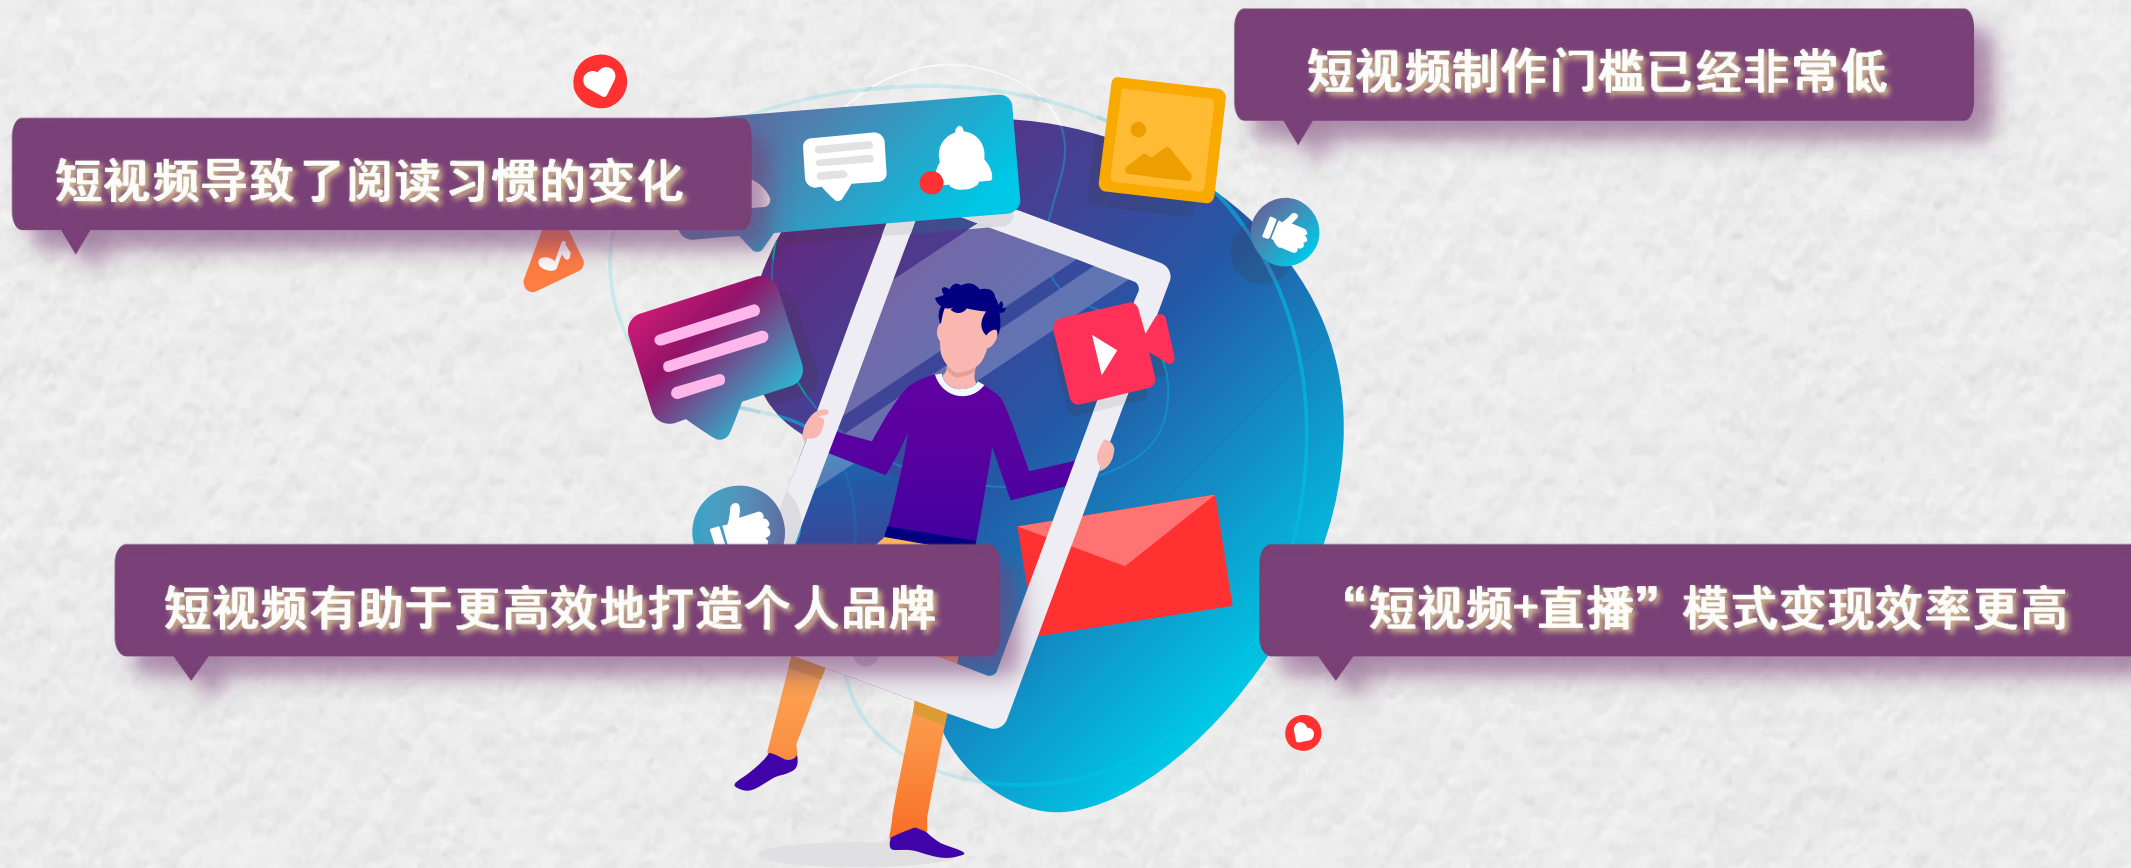 短视频制作门槛已经非常低
短视频导致了阅读习惯的变化
短视频有助于更高效地打造个人品牌
“短视频+直播”模式变现效率更高